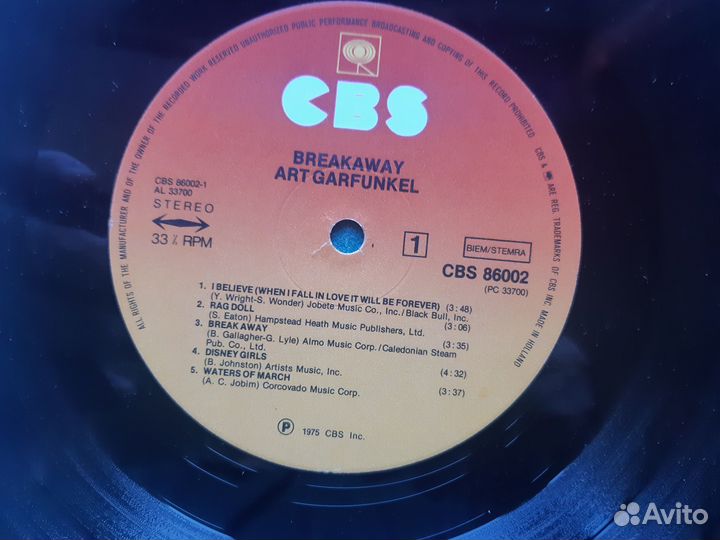 ALL RIGHTS OF THE MANUFACTURER AND OF THE OWNER OF THE RECORDED WORK RESERVED UNAUTHORIZED PUBLIC PERFORMANCE BROADCASTING AND COPYING OF THIS RECORD PROHIBITED
CBS & ARE REG. TRADEMARKS OF CBS INC. MADE IN HOLLAND
CBS
BREAKAWAY
ART GARFUNKEL
CBS 86002-1
AL 33700
STEREO
33⅓ RPM
1
BIEM/STEMRA
CBS 86002
(PC 33700)
1. I BELIEVE (WHEN I FALL IN LOVE IT WILL BE FOREVER) (3:48)
(Y. Wright-S. Wonder) Jobete Music Co., Inc./Black Bull, Inc.
2. RAG DOLL (3:06)
(S. Eaton) Hampstead Heath Music Publishers, Ltd.
3. BREAK AWAY (3:35)
(B. Gallagher-G. Lyle) Almo Music Corp./Caledonian Steam
Pub. Co., Ltd.
4. DISNEY GIRLS (4:32)
(B. Johnston) Artists Music, Inc.
5. WATERS OF MARCH (3:37)
(A. C. Jobim) Corcovado Music Corp.
Ⓟ 1975 CBS Inc.
Avito